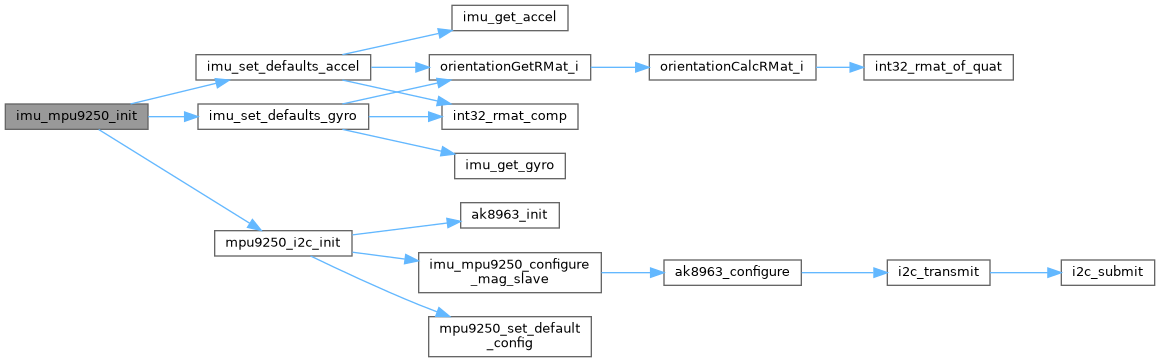 imu_get_accel
imu_set_defaults_accel
orientationGetRMat_i
orientationCalcRMat_i
int32_rmat_of_quat
imu_mpu9250_init
imu_set_defaults_gyro
int32_rmat_comp
imu_get_gyro
ak8963_init
mpu9250_i2c_init
imu_mpu9250_configure
_mag_slave
ak8963_configure
i2c_transmit
i2c_submit
mpu9250_set_default
_config